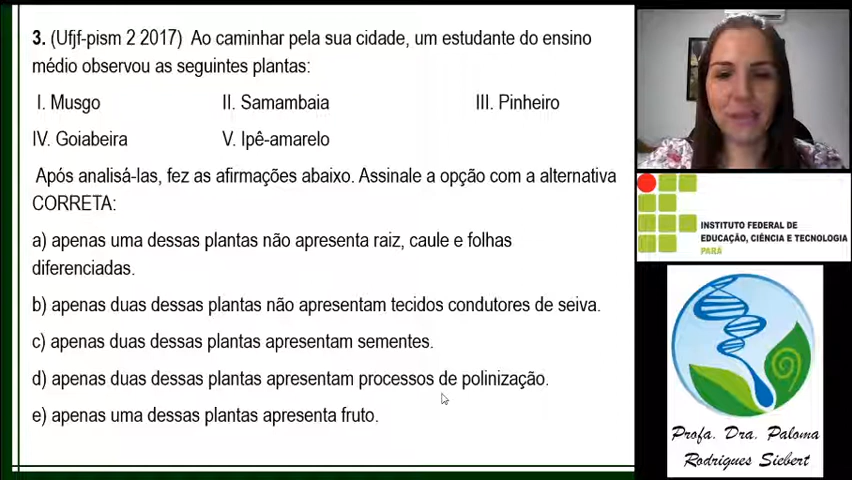 3. (Ufjf-pism 2 2017) Ao caminhar pela sua cidade, um estudante do ensino
médio observou as seguintes plantas:
I. Musgo II. Samambaia III. Pinheiro
IV. Goiabeira V. Ipê-amarelo
Após analisá-las, fez as afirmações abaixo. Assinale a opção com a alternativa
CORRETA:
a) apenas uma dessas plantas não apresenta raiz, caule e folhas
diferenciadas.
b) apenas duas dessas plantas não apresentam tecidos condutores de seiva.
c) apenas duas dessas plantas apresentam sementes.
d) apenas duas dessas plantas apresentam processos de polinização.
e) apenas uma dessas plantas apresenta fruto.
INSTITUTO FEDERAL DE
EDUCAÇÃO, CIÊNCIA E TECNOLOGIA
PARÁ
Profa. Dra. Paloma
Rodrigues Siebert